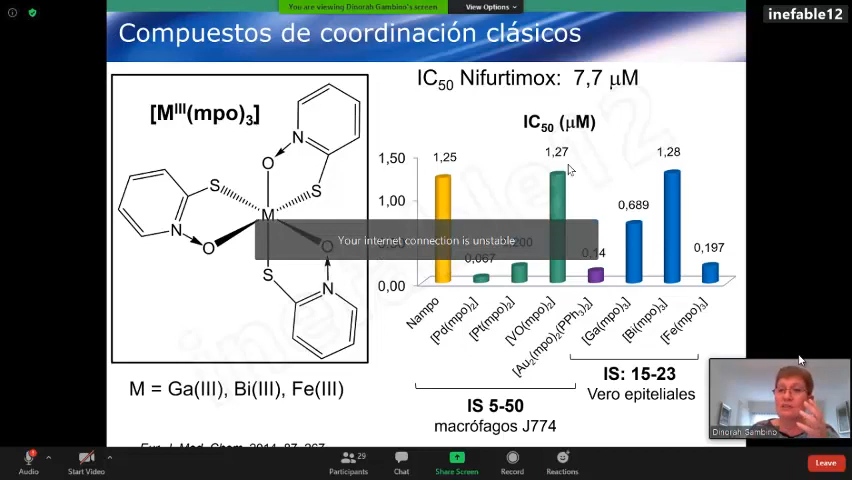 You are viewing Dinorah Gambino's screen
View Options
inefable12
Compuestos de coordinación clásicos
[Mᴵᴵᴵ(mpo)₃]
N
O
S
S
M
N
O
O
S
N
M = Ga(III), Bi(III), Fe(III)
IC₅₀ Nifurtimox: 7,7 μM
IC₅₀ (μM)
1,50
1,00
0,00
1,25
0,067
1,27
0,14
0,689
1,28
0,197
Your internet connection is unstable
Nampo
[Pd(mpo)₂]
[Pt(mpo)₂]
[VO(mpo)₂]
[Au₂(mpo)₂(PPh₃)₂]
[Ga(mpo)₃]
[Bi(mpo)₃]
[Fe(mpo)₃]
IS 5-50
macrófagos J774
IS: 15-23
Vero epiteliales
Dinorah Gambino
Audio
Start Video
29
Participants
Chat
Share Screen
Record
Reactions
Leave